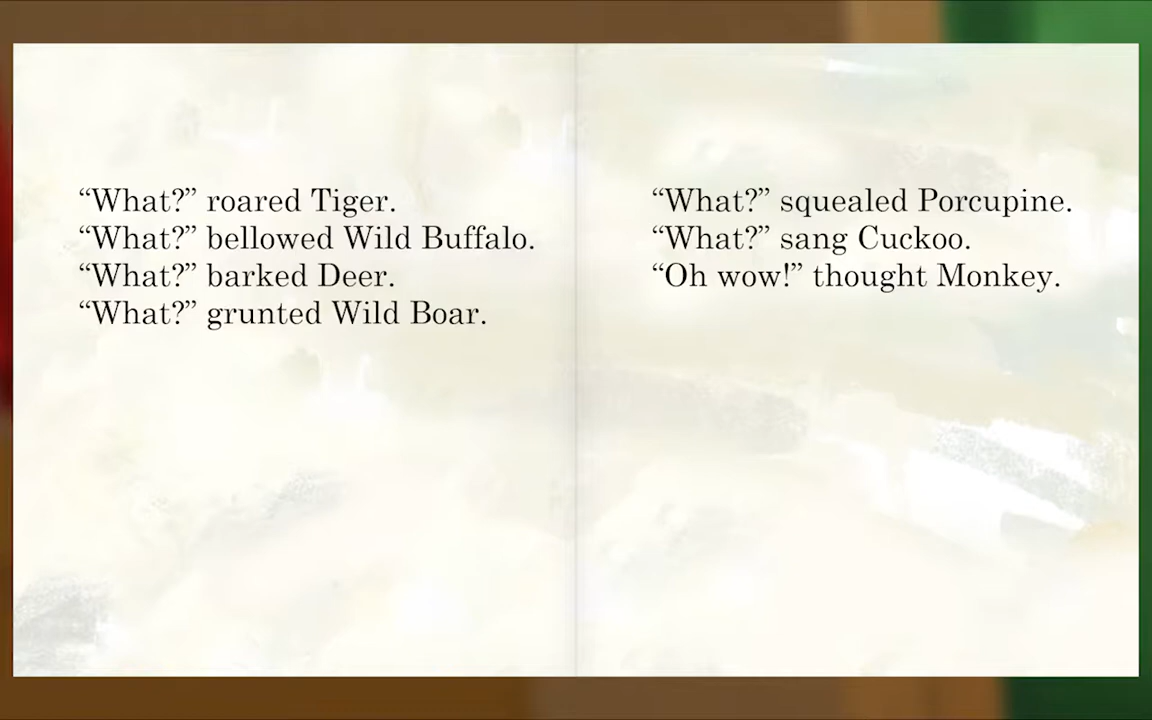 “What?” roared Tiger.
“What?” bellowed Wild Buffalo.
“What?” barked Deer.
“What?” grunted Wild Boar.
“What?” squealed Porcupine.
“What?” sang Cuckoo.
“Oh wow!” thought Monkey.